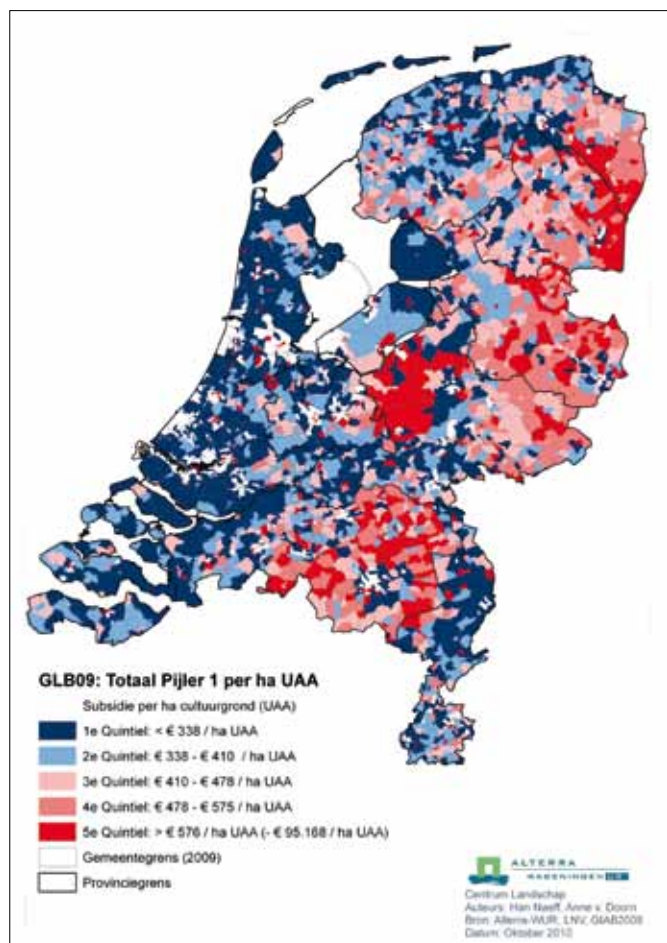 GLB09: Totaal Pijler 1 per ha UAA
Subsidie per ha cultuurgrond (UAA)
1e Quintiel: < € 338 / ha UAA
2e Quintiel: € 338 - € 410 / ha UAA
3e Quintiel: € 410 - € 478 / ha UAA
4e Quintiel: € 478 - € 575 / ha UAA
5e Quintiel: > € 576 / ha UAA (- € 95.168 / ha UAA)
Gemeentegrens (2009)
Provinciegrens
ALTERRA
WAGENINGEN UR
Centrum Landschap
Auteurs: Han Naeff, Anne v. Doorn
Bron: Alterra-WUR, LNV, GIAB2009
Datum: Oktober 2010